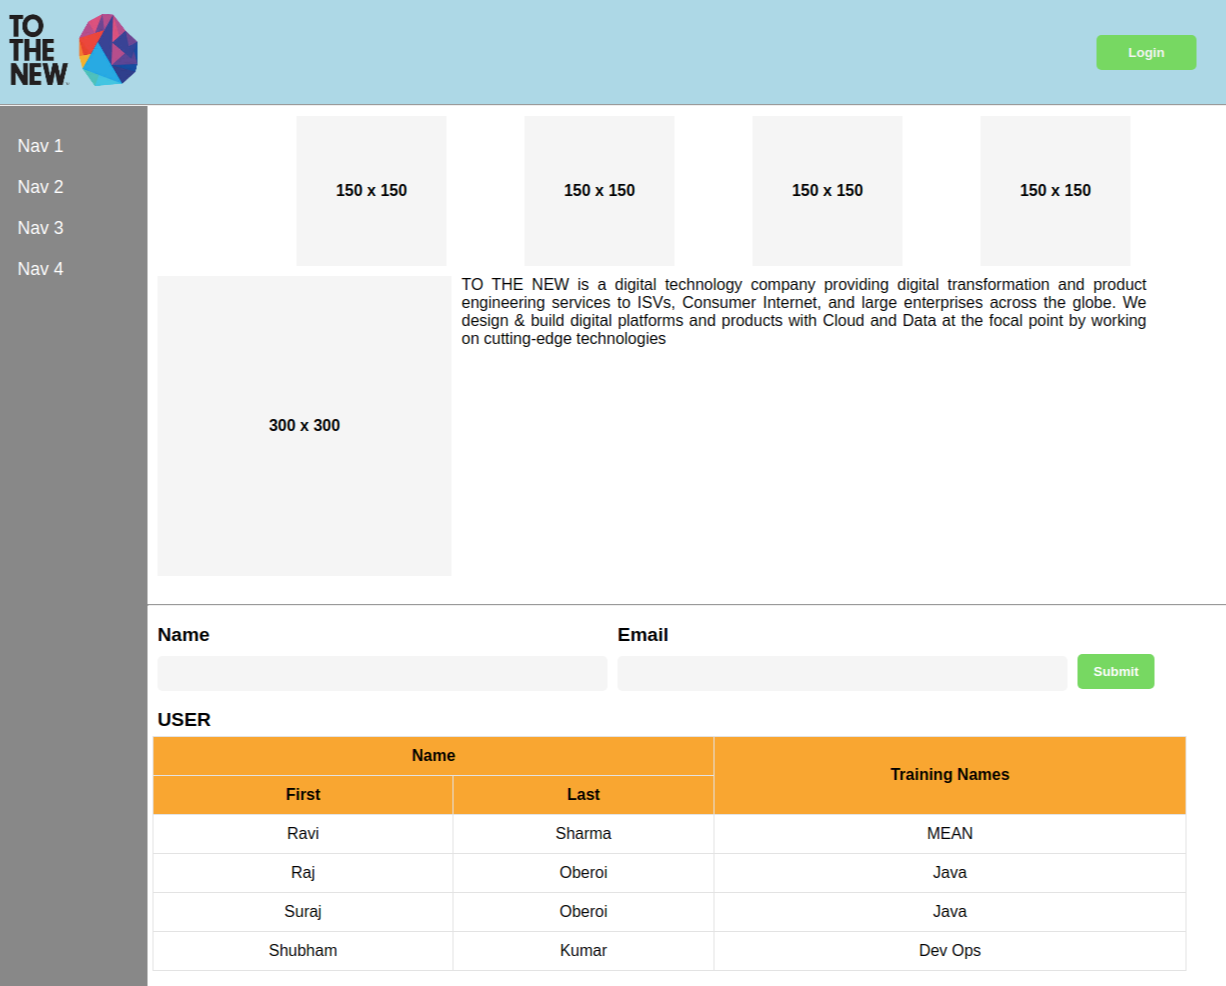 TO
THE
NEW
Login
Nav 1
Nav 2
Nav 3
Nav 4
150 x 150
150 x 150
150 x 150
150 x 150
300 x 300
TO THE NEW is a digital technology company providing digital transformation and product
engineering services to ISVs, Consumer Internet, and large enterprises across the globe. We
design & build digital platforms and products with Cloud and Data at the focal point by working
on cutting-edge technologies
Name
Email
Submit
USER
Name
Training Names
First
Last
Ravi
Sharma
MEAN
Raj
Oberoi
Java
Suraj
Oberoi
Java
Shubham
Kumar
Dev Ops